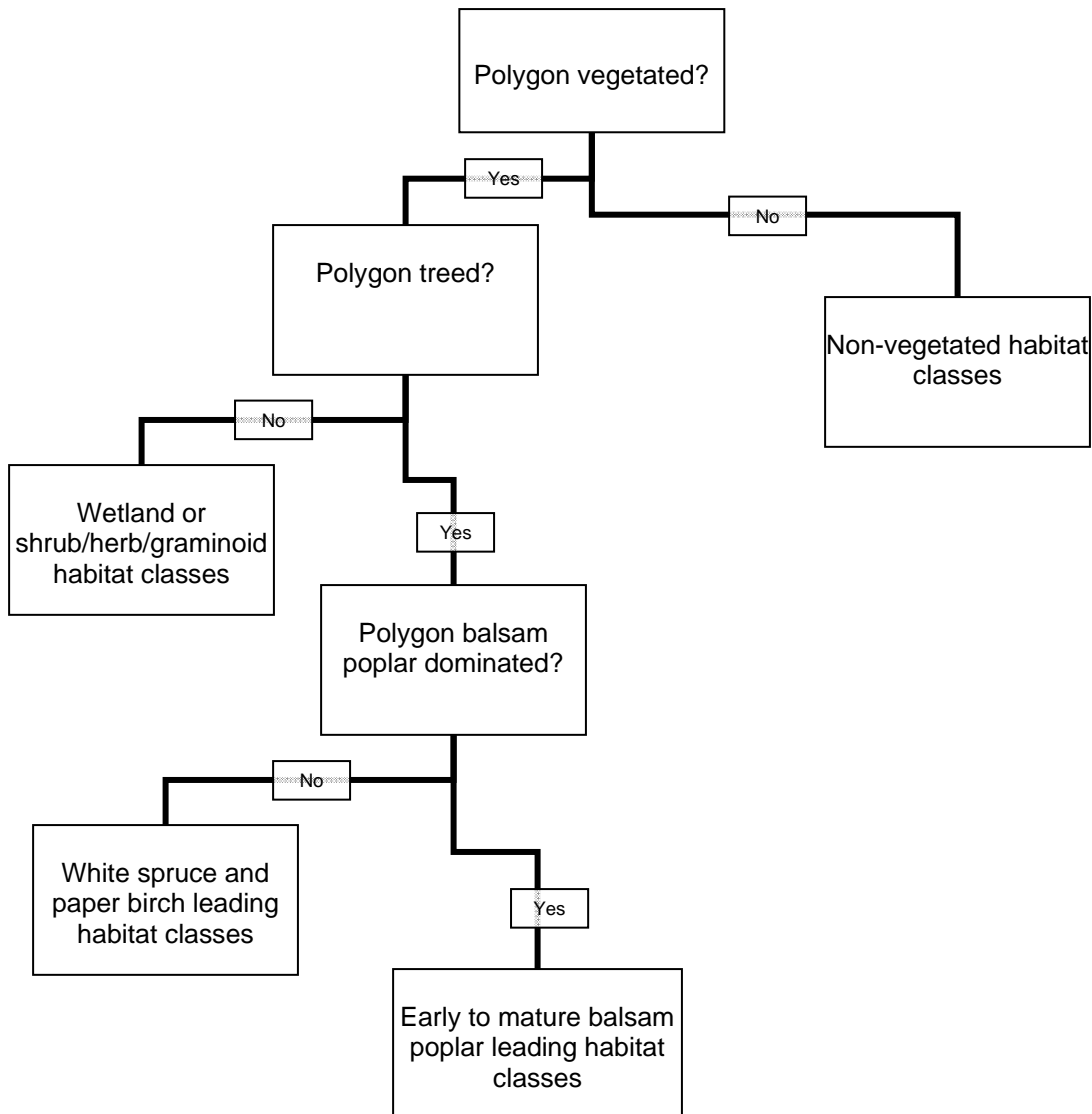 Polygon vegetated?
Yes
No
Polygon treed?
Non-vegetated habitat
classes
No
Wetland or
shrub/herb/graminoid
habitat classes
Yes
Polygon balsam
poplar dominated?
No
White spruce and
paper birch leading
habitat classes
Yes
Early to mature balsam
poplar leading habitat
classes